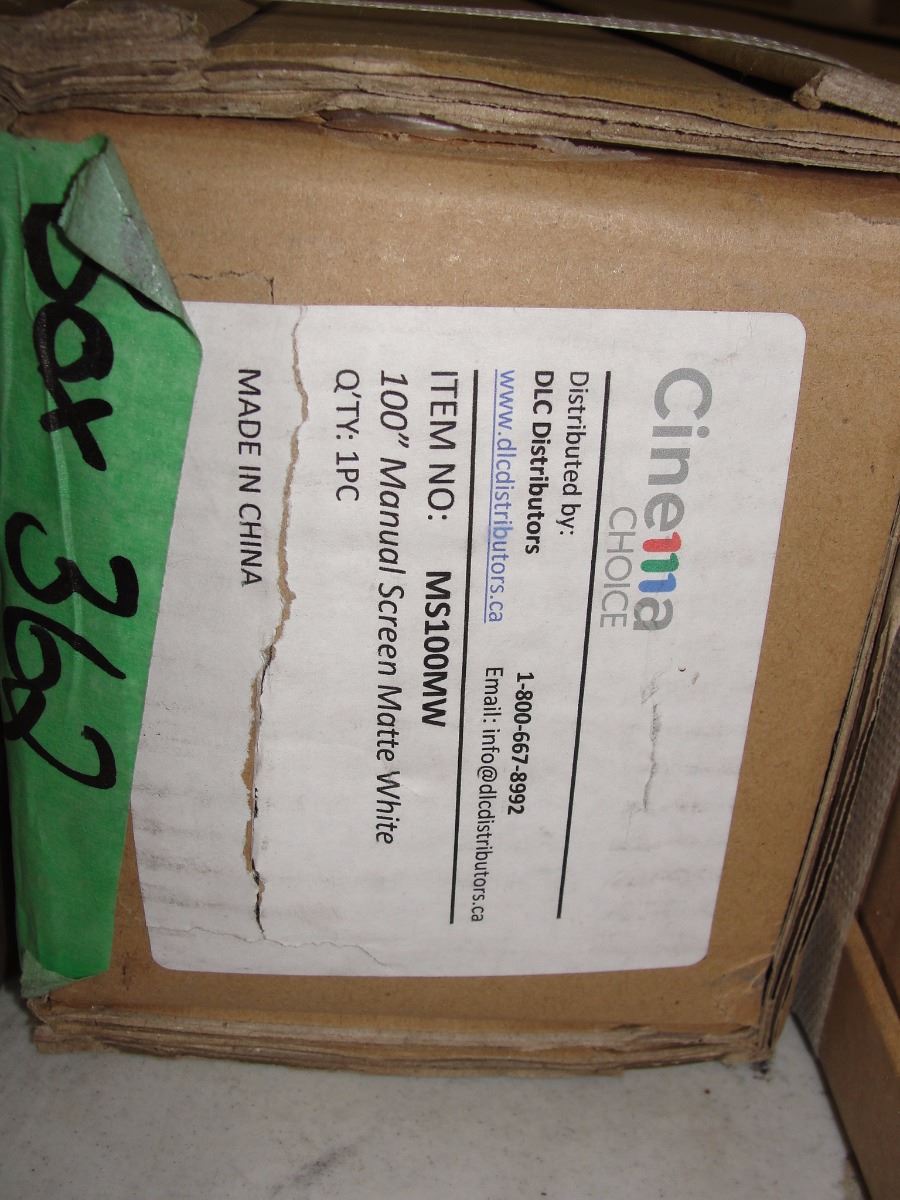 Cinema
CHOICE
Distributed by:
DLC Distributors 1-800-667-8992
www.dlcdistributors.ca Email: info@dlcdistributors.ca
ITEM NO: MS100MW
100” Manual Screen Matte White
Q'TY: 1PC
MADE IN CHINA
Box 362